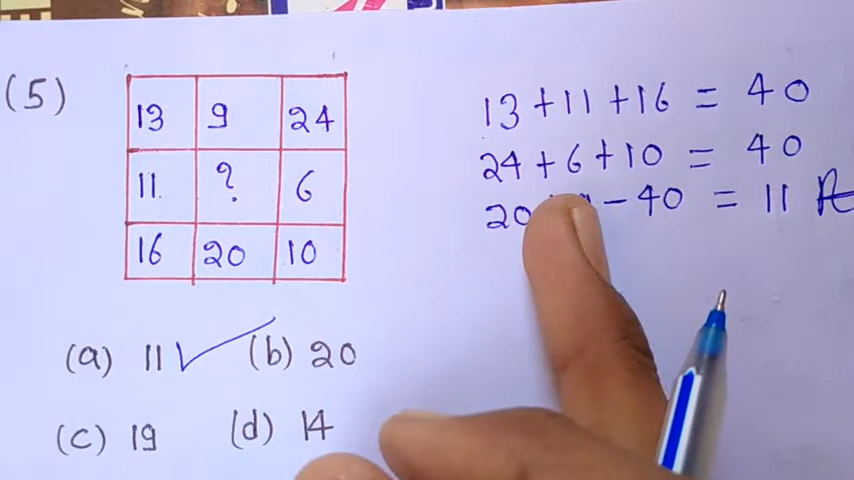 (5)
13 9 24
11 ? 6
16 20 10
13 + 11 + 16 = 40
24 + 6 + 10 = 40
20 - 40 = 11
(a) 11 (b) 20
(c) 19 (d) 14